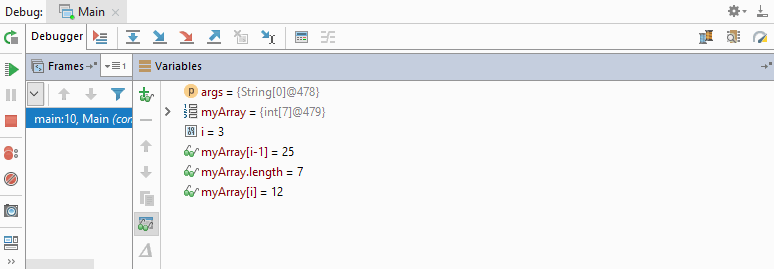 Debug: Main
Debugger
Frames
1
Variables
args = {String[0]@478}
myArray = {int[7]@479}
i = 3
myArray[i-1] = 25
myArray.length = 7
myArray[i] = 12
main:10, Main (con